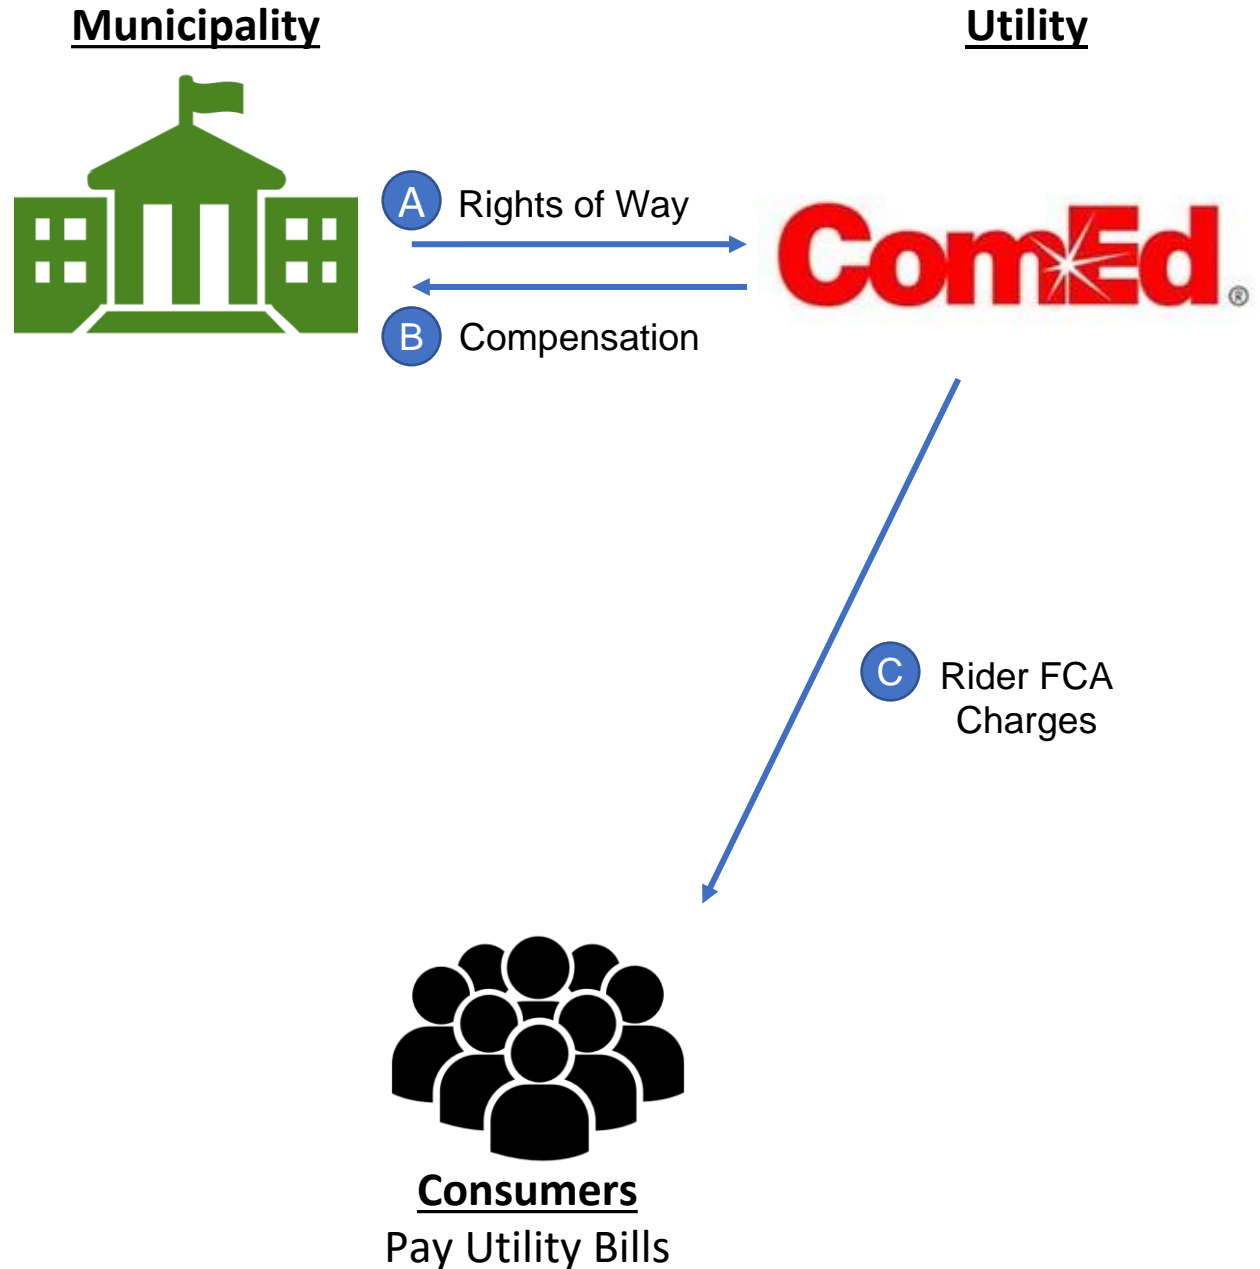 Municipality
Utility
A Rights of Way
ComEd®
B Compensation
C Rider FCA
Charges
Consumers
Pay Utility Bills